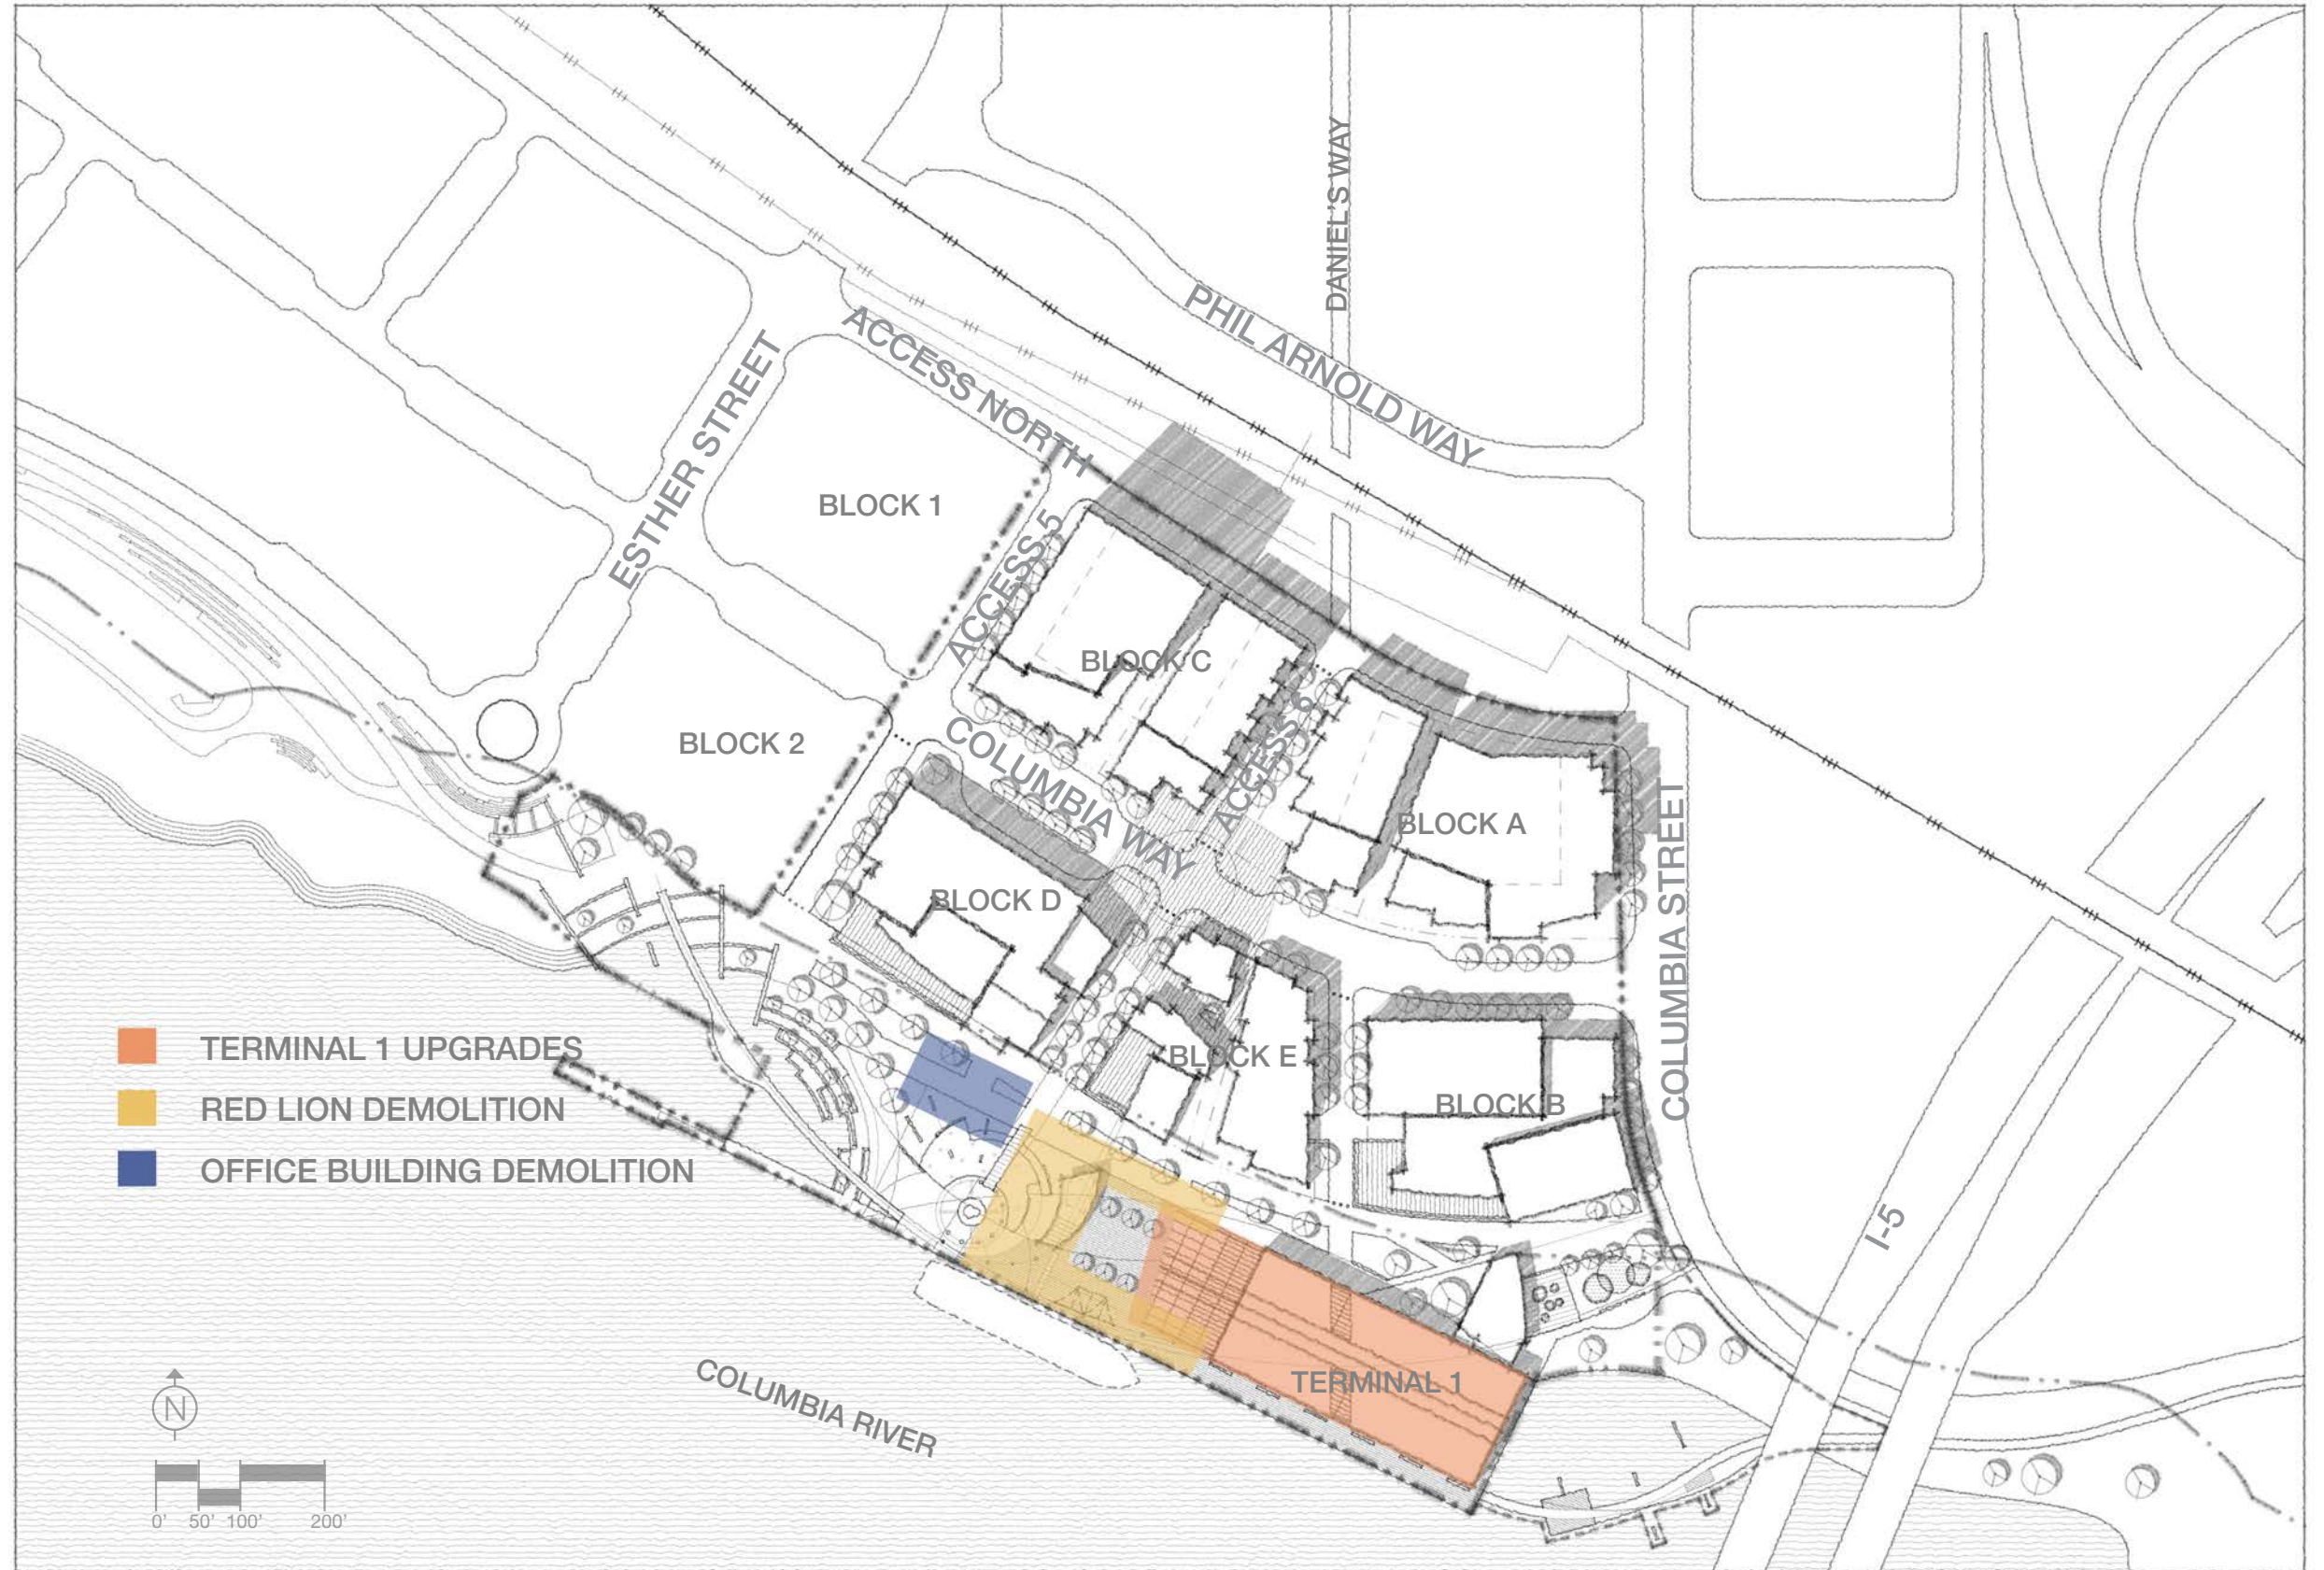 DANIEL'S WAY
PHIL ARNOLD WAY
ACCESS NORTH
ESTHER STREET
BLOCK 1
ACCESS 5
BLOCK C
BLOCK 2
COLUMBIA WAY
ACCESS 6
BLOCK A
COLUMBIA STREET
BLOCK D
BLOCK E
BLOCK B
TERMINAL 1 UPGRADES
RED LION DEMOLITION
OFFICE BUILDING DEMOLITION
I-5
TERMINAL 1
COLUMBIA RIVER
N
0' 50' 100' 200'